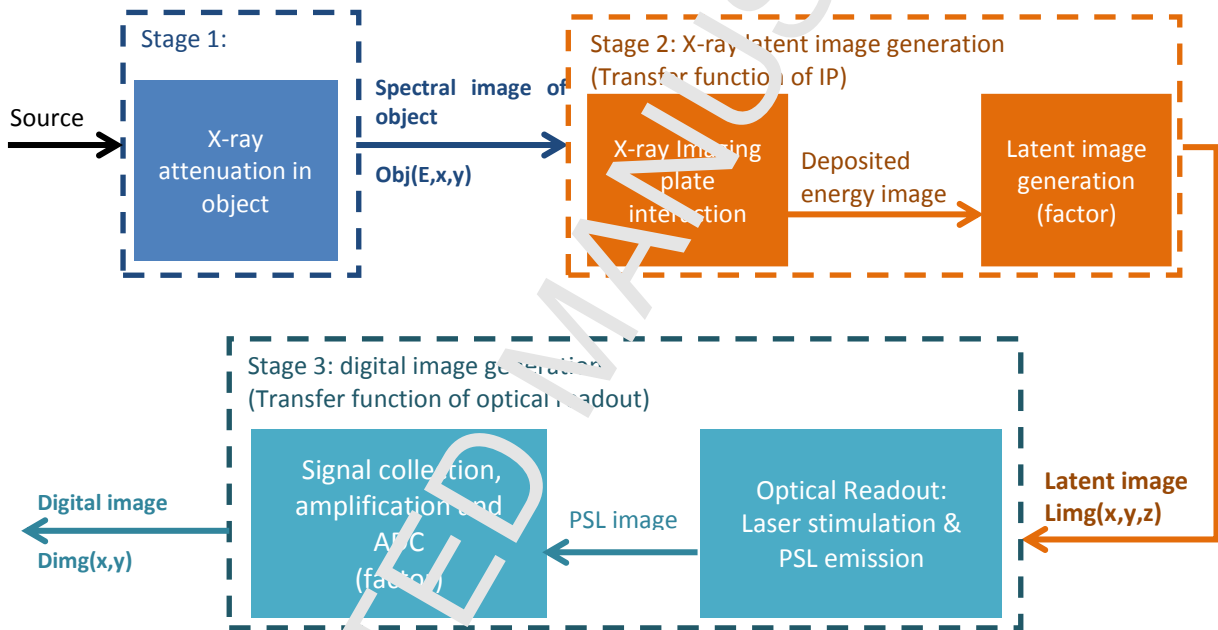 Stage 1:
Source
X-ray
attenuation in
object
Spectral image of
object
Obj(E,x,y)
Stage 2: X-ray latent image generation
(Transfer function of IP)
X-ray Imaging
plate
interaction
Deposited
energy image
Latent image
generation
(factor)
Latent image
Limg(x,y,z)
Stage 3: digital image generation
(Transfer function of optical readout)
Optical Readout:
Laser stimulation &
PSL emission
PSL image
Signal collection,
amplification and
ADC
(factor)
Digital image
Dimg(x,y)
TED MANUS